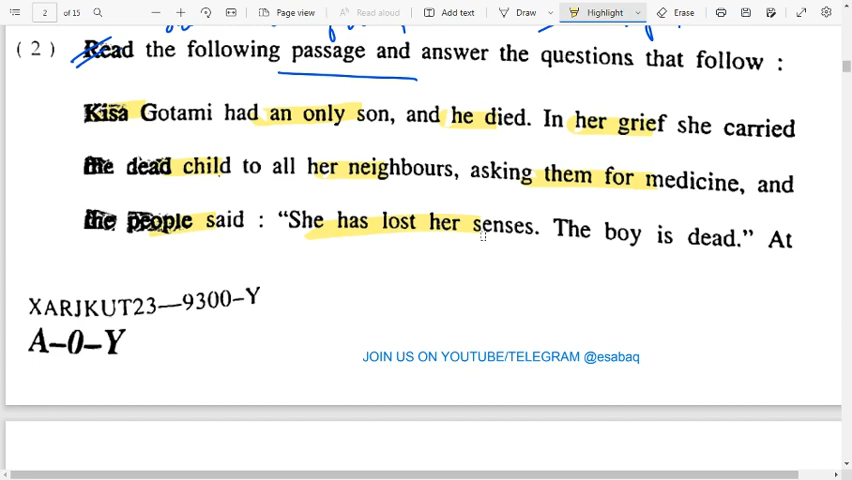 2 of 15 Page view Read aloud Add text Draw Highlight Erase
(2) Read the following passage and answer the questions that follow :
Kisa Gotami had an only son, and he died. In her grief she carried
the dead child to all her neighbours, asking them for medicine, and
the people said : “She has lost her senses. The boy is dead.” At
XARJKUT23—9300-Y
A–0–Y
JOIN US ON YOUTUBE/TELEGRAM @esabaq